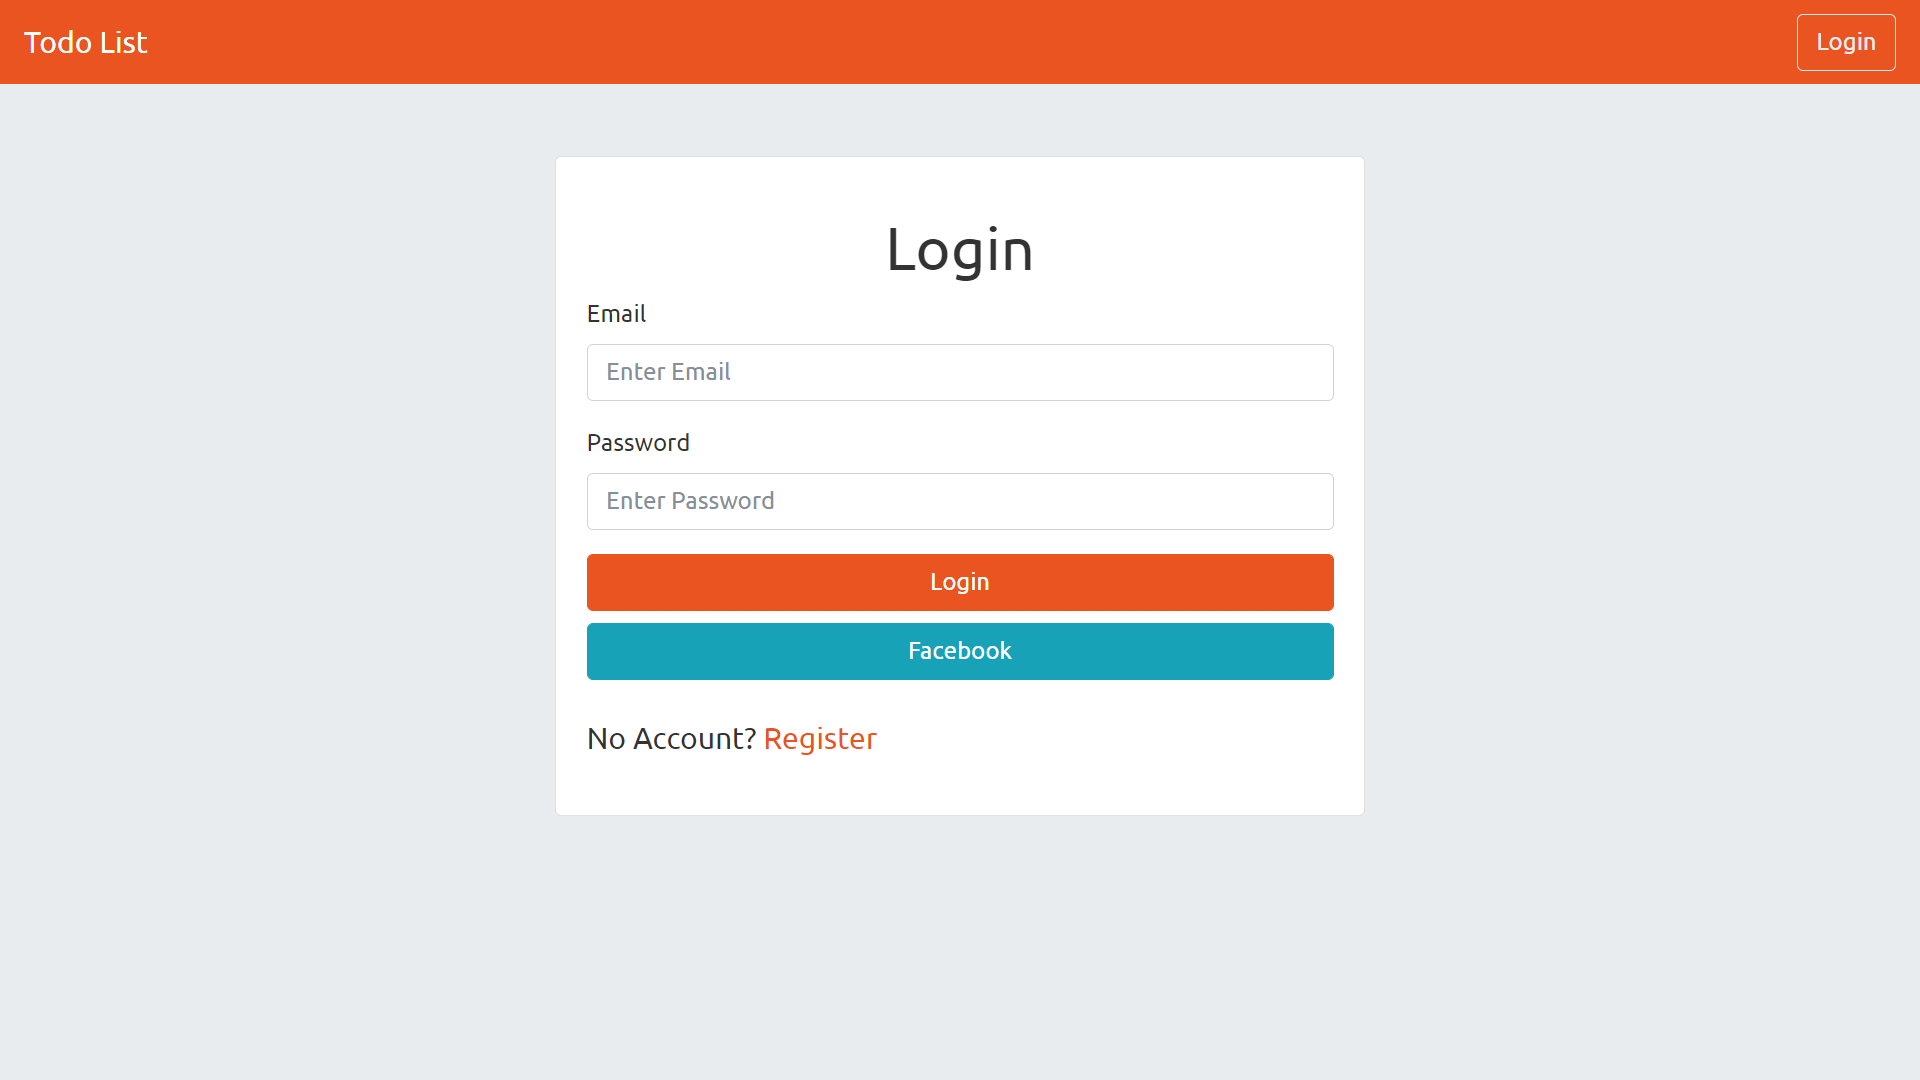 Todo List
Login
Login
Email
Enter Email
Password
Enter Password
Login
Facebook
No Account? Register